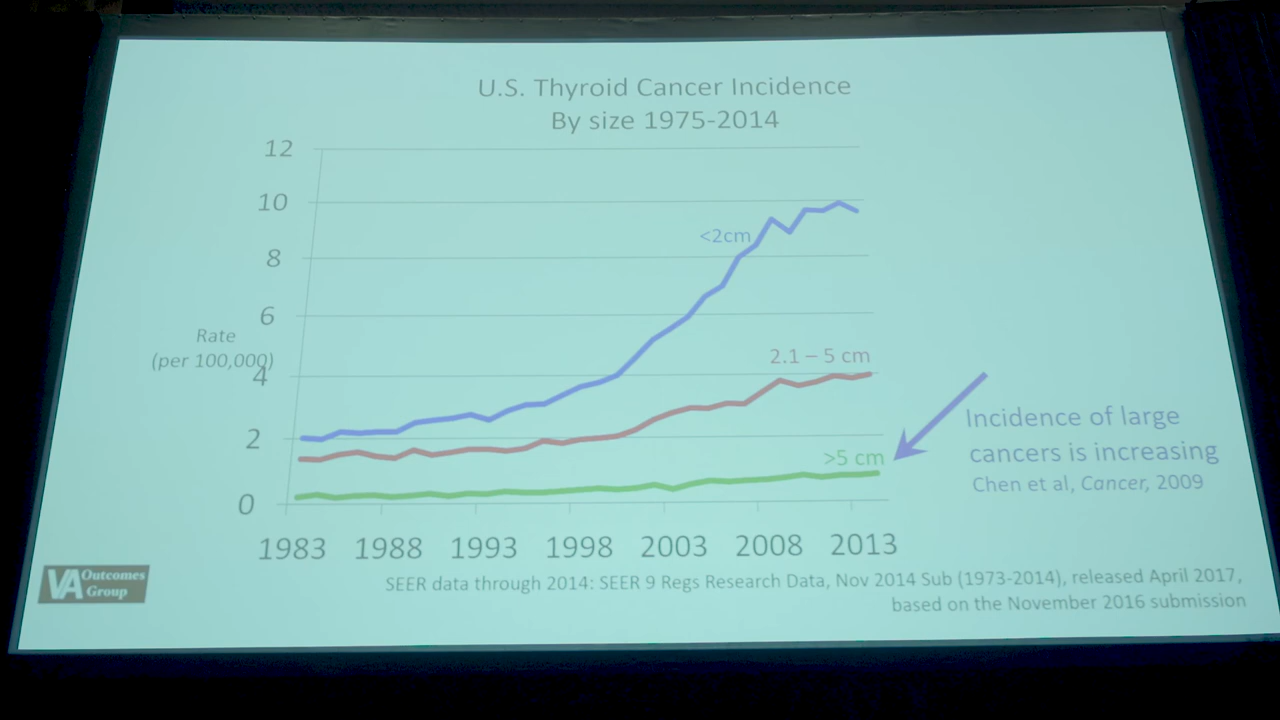 U.S. Thyroid Cancer Incidence
By size 1975-2014
12
10
8
6
4
2
0
Rate
(per 100,000)
<2cm
2.1 – 5 cm
>5 cm
Incidence of large
cancers is increasing
Chen et al, Cancer, 2009
1983 1988 1993 1998 2003 2008 2013
SEER data through 2014: SEER 9 Regs Research Data, Nov 2014 Sub (1973-2014), released April 2017,
based on the November 2016 submission
VA Outcomes
Group